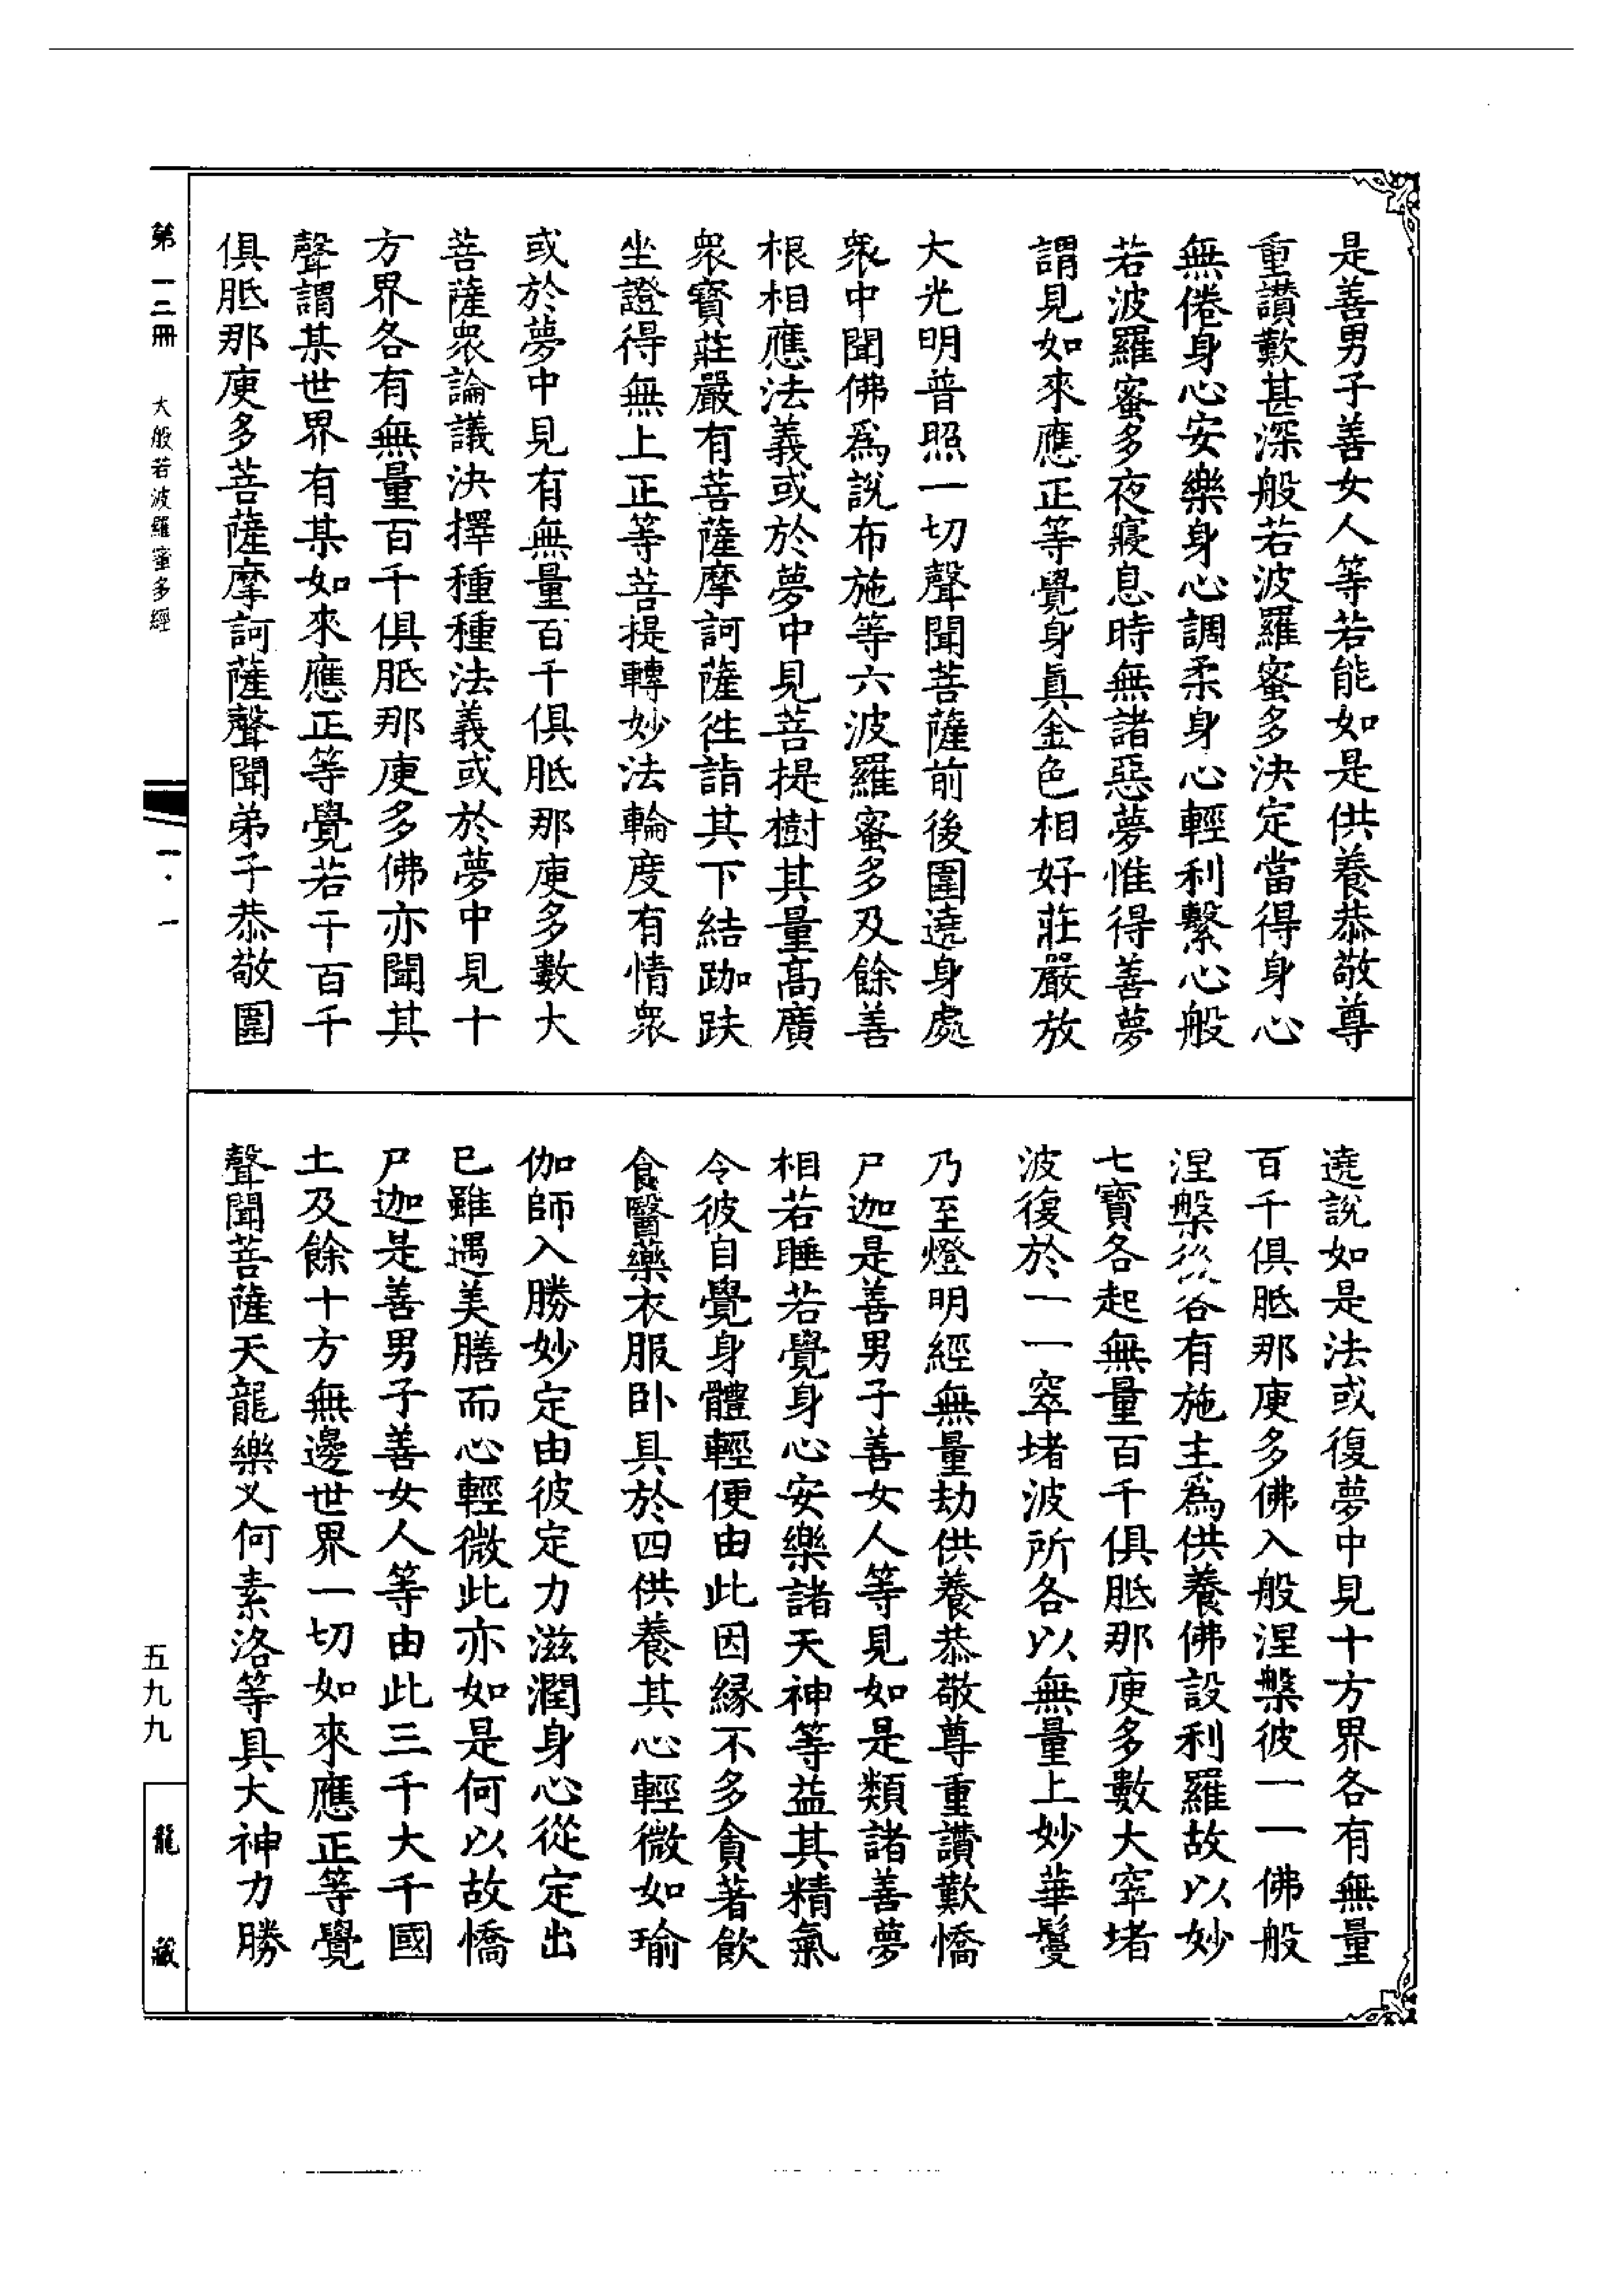 是善男子善女人等若能如是供養恭敬尊
重讚歎甚深般若波羅蜜多決定當得身心
無倦身心安樂身心調柔身心輕利繫心般
若波羅蜜多夜寢息時無諸惡夢惟得善夢
謂見如來應正等覺身真金色相好莊嚴放
大光明普照一切聲聞菩薩前後圍遶身處
衆中聞佛爲說布施等六波羅蜜多及餘善
根相應法義或於夢中見菩提樹其量高廣
衆寶莊嚴有菩薩摩訶薩往詣其下結跏趺
坐證得無上正等菩提轉妙法輪度有情衆
或於夢中見有無量百千俱胝那庾多數大
菩薩衆論議決擇種種法義或於夢中見十
方界各有無量百千俱胝那庾多佛亦聞其
聲謂某世界有某如來應正等覺若干百千
俱胝那庾多菩薩摩訶薩聲聞弟子恭敬圍
遶說如是法或復夢中見十方界各有無量
百千俱胝那庾多佛入般涅槃彼一一佛般
涅槃後各有施主爲供養佛設利羅故以妙
七寶各起無量百千俱胝那庾多數大窣堵
波復於一一窣堵波所各以無量上妙華鬘
乃至燈明經無量劫供養恭敬尊重讚歎憍
尸迦是善男子善女人等見如是類諸善夢
相若睡若覺身心安樂諸天神等益其精氣
令彼自覺身體輕便由此因緣不多貪著飲
食醫藥衣服卧具於四供養其心輕微如瑜
伽師入勝妙定由彼定力滋潤身心從定出
已雖遇美膳而心輕微此亦如是何以故憍
尸迦是善男子善女人等由此三千大千國
土及餘十方無邊世界一切如來應正等覺
聲聞菩薩天龍藥义何素洛等具大神力勝
第一二冊 大般若波羅蜜多經
一·一
五九九
龍藏